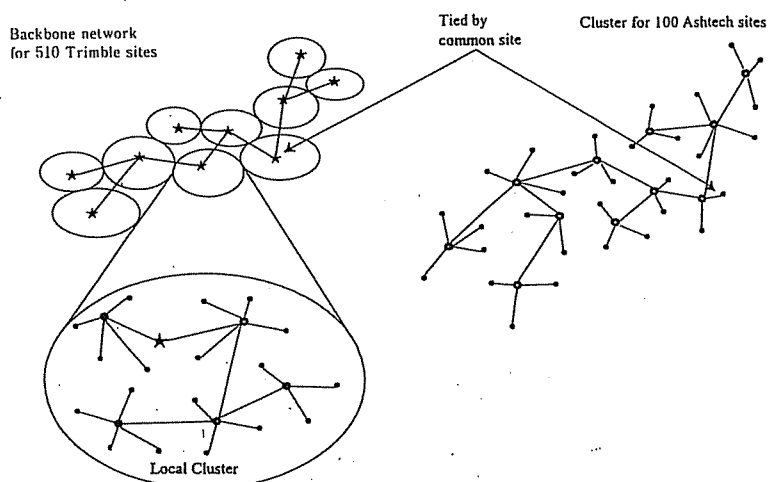 Backbone network
for 510 Trimble sites
Tied by
common site
Cluster for 100 Ashtech sites
Local Cluster